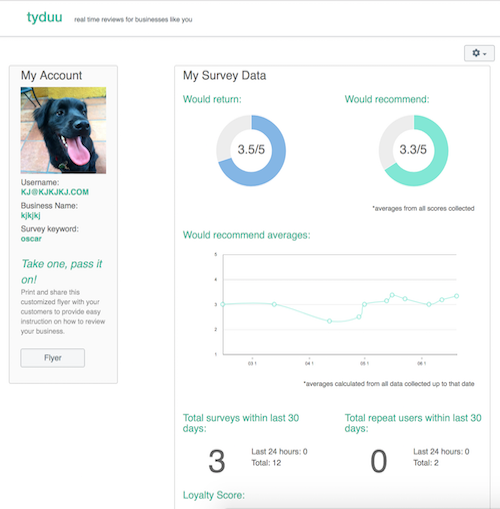 tyduu real time reviews for businesses like you
My Account
Username:
KJ@KJKJKJ.COM
Business Name:
kjkjkj
Survey keyword:
oscar
Take one, pass it
on!
Print and share this
customized flyer with your
customers to provide easy
instruction on how to review
your business.
Flyer
My Survey Data
Would return:
3.5/5
Would recommend:
3.3/5
*averages from all scores collected
Would recommend averages:
5
4
3
2
1
03 1
04 1
05 1
06 1
*averages calculated from all data collected up to that date
Total surveys within last 30
days:
3
Last 24 hours: 0
Total: 12
Total repeat users within last 30
days:
0
Last 24 hours: 0
Total: 2
Loyalty Score: